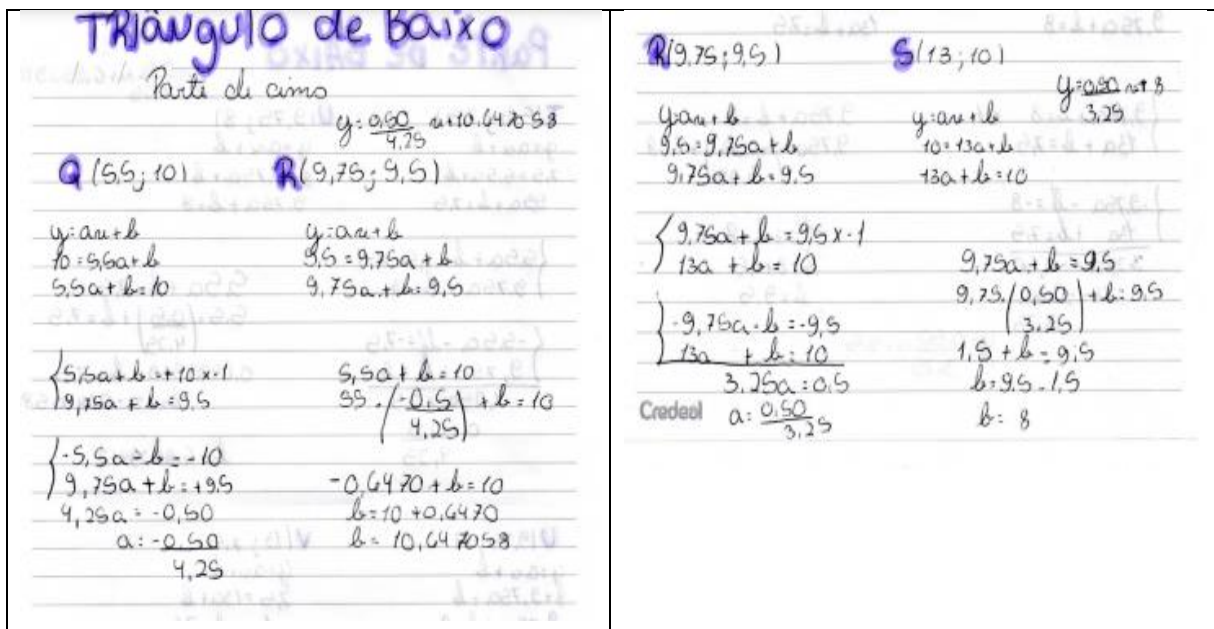 TRIÂNGULO de BAIXO
Parte de cima
y = 0,50/4,25 x + 10,647058
Q (5,5; 10) R (9,75; 9,5)
y = ax + b y = ax + b
10 = 5,5a + b 9,5 = 9,75a + b
5,5a + b = 10 9,75a + b = 9,5
5,5a + b = +10 x -1 5,5a + b = 10
9,75a + b = 9,5 55 . (-0,5/4,25) + b = 10
-5,5a - b = -10
9,75a + b = +9,5 -0,6470 + b = 10
4,25a = -0,50 b = 10 + 0,6470
a = -0,50/4,25 b = 10,647058
R (9,75; 9,5) S (13; 10)
y = 0,50/3,25 x + 8
y = ax + b y = ax + b
9,5 = 9,75a + b 10 = 13a + b
9,75a + b = 9,5 13a + b = 10
9,75a + b = 9,5 x -1
13a + b = 10 9,75a + b = 9,5
9,75 . (0,50/3,25) + b = 9,5
-9,75a - b = -9,5
13a + b = 10 1,5 + b = 9,5
3,25a = 0,5 b = 9,5 - 1,5
Credeal a = 0,50/3,25 b = 8